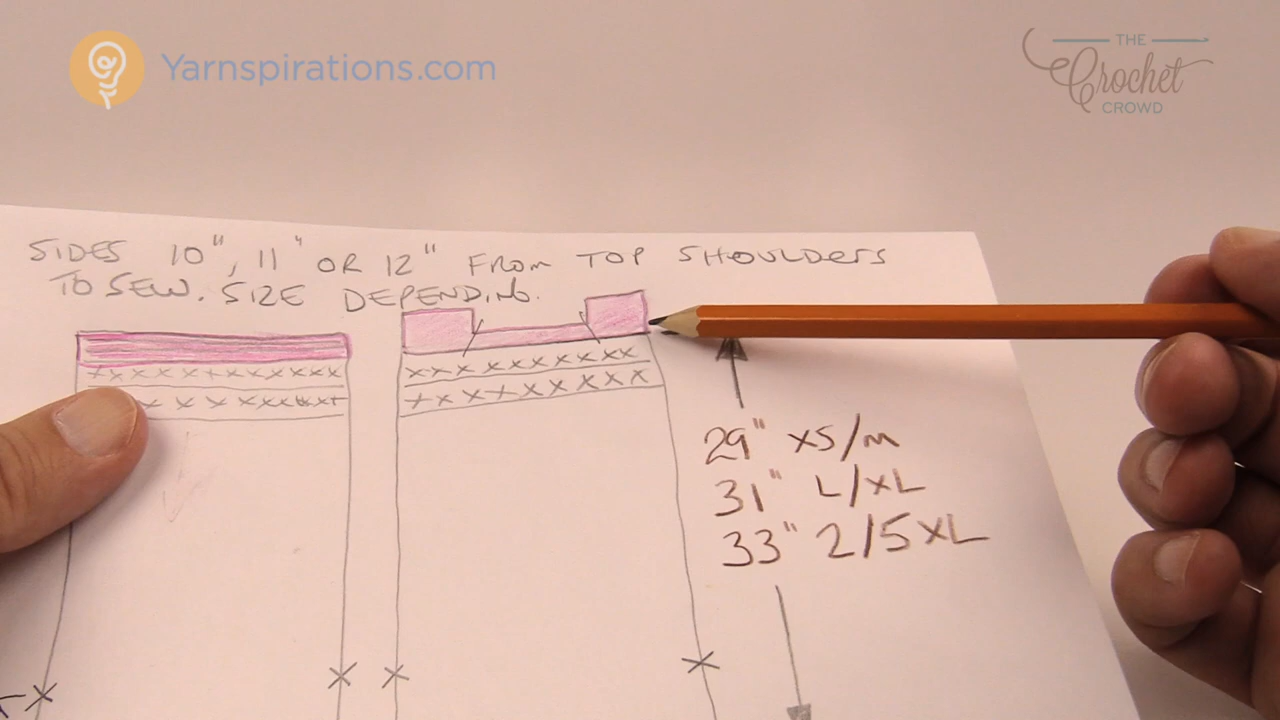 Yarnspirations.com
THE
Crochet
CROWD
SIDES 10", 11" OR 12" FROM TOP SHOULDERS
TO SEW. SIZE DEPENDING.
29" XS/M
31" L/XL
33" 2/5XL